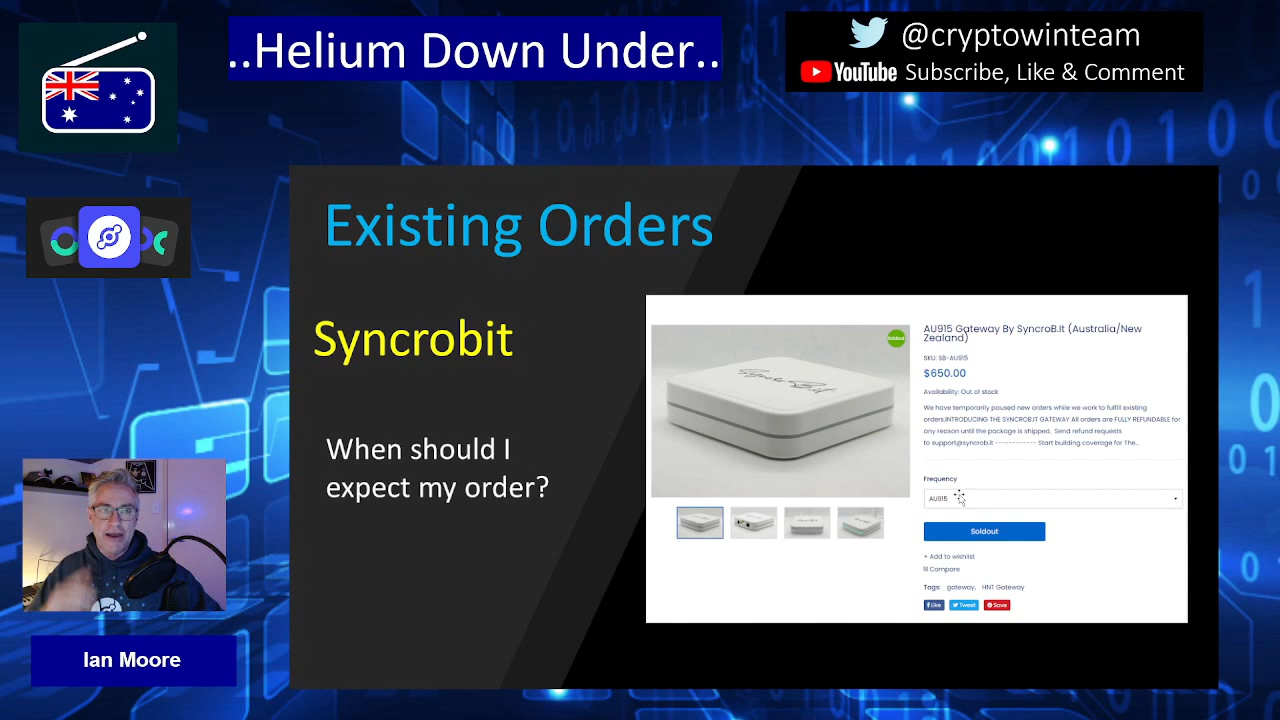 ..Helium Down Under..
@cryptowinteam
YouTube Subscribe, Like & Comment
Existing Orders
Syncrobit
When should I
expect my order?
SyncroB.it
Soldout
AU915 Gateway By SyncroB.It (Australia/New
Zealand)
SKU: SB-AU915
$650.00
Availability: Out of stock
We have temporarily paused new orders while we work to fulfill existing
orders.INTRODUCING THE SYNCROB.IT GATEWAY All orders are FULLY REFUNDABLE for
any reason until the package is shipped. Send refund requests
to support@syncrob.it ----------- Start building coverage for The...
Frequency
AU915
Soldout
+ Add to wishlist
Compare
Tags: gateway, HNT Gateway
Like Tweet Save
Ian Moore